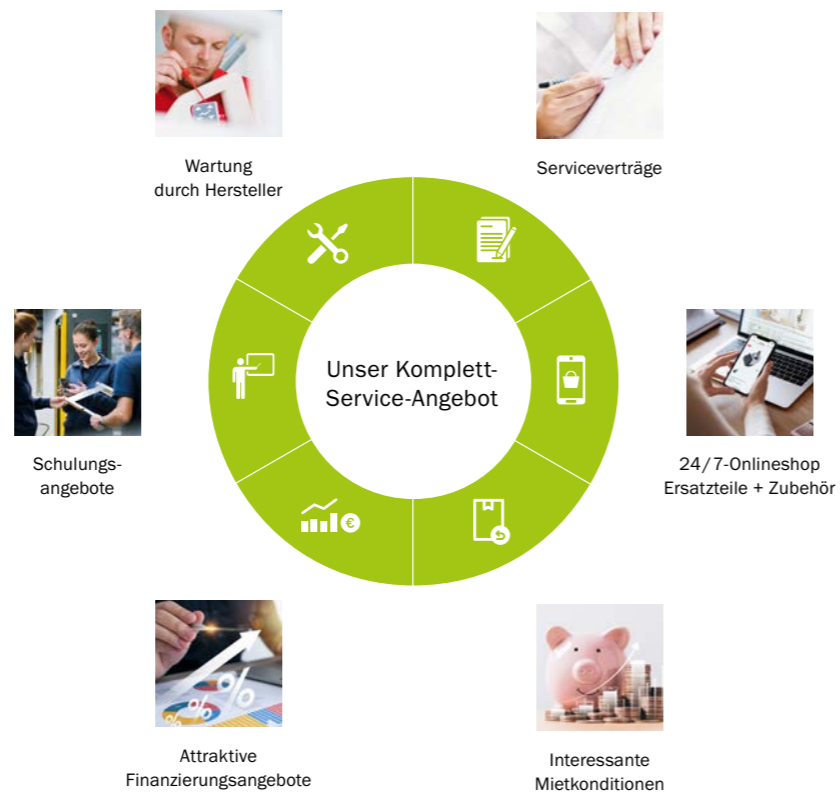 Wartung
durch Hersteller
Serviceverträge
Unser Komplett-
Service-Angebot
Schulungs-
angebote
24/7-Onlineshop
Ersatzteile + Zubehör
€
Attraktive
Finanzierungsangebote
% % %
Interessante
Mietkonditionen